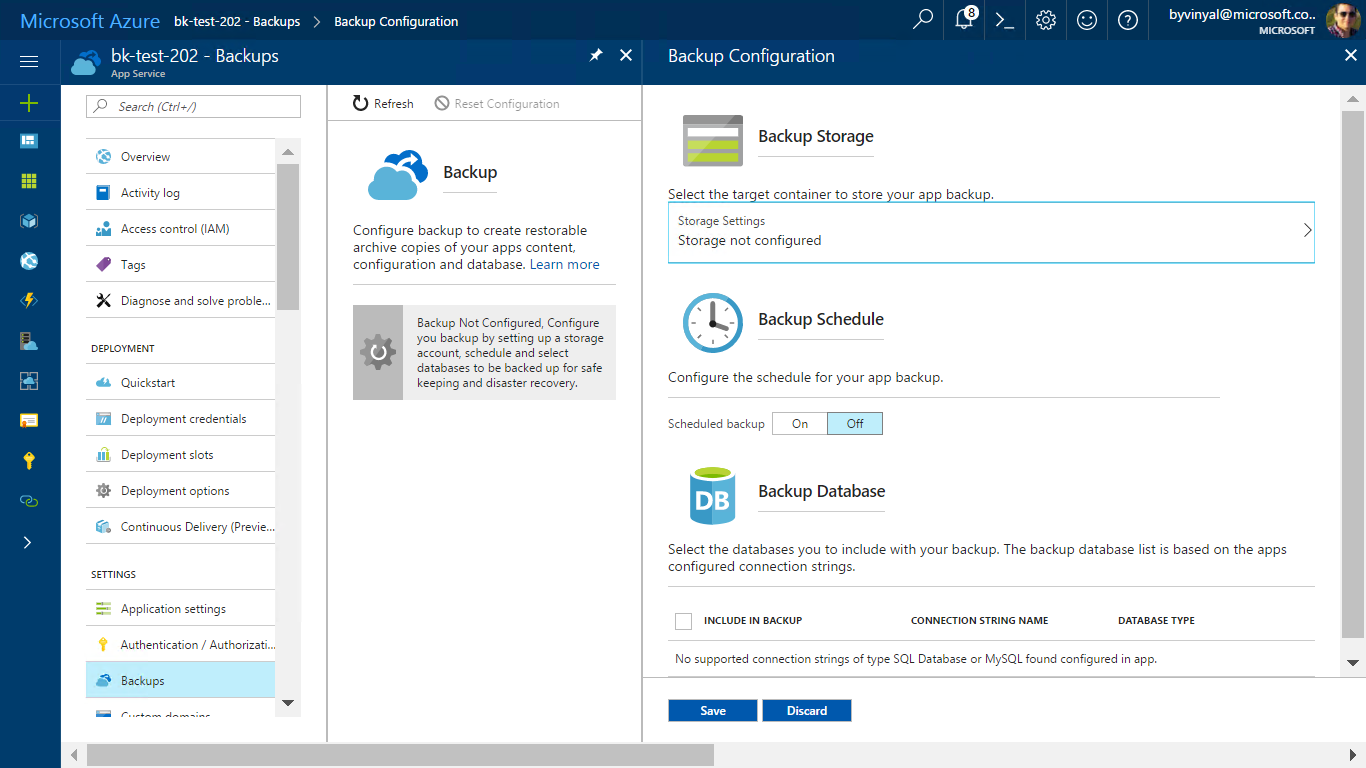 Microsoft Azure bk-test-202 - Backups Backup Configuration
8
byvinyal@microsoft.co...
MICROSOFT
bk-test-202 - Backups
App Service
Search (Ctrl+/)
Overview
Activity log
Access control (IAM)
Tags
Diagnose and solve proble...
DEPLOYMENT
Quickstart
Deployment credentials
Deployment slots
Deployment options
Continuous Delivery (Previe...
SETTINGS
Application settings
Authentication / Authorizati...
Backups
Custom domains
Refresh Reset Configuration
Backup
Configure backup to create restorable
archive copies of your apps content,
configuration and database. Learn more
Backup Not Configured, Configure
you backup by setting up a storage
account, schedule and select
databases to be backed up for safe
keeping and disaster recovery.
Backup Configuration
Backup Storage
Select the target container to store your app backup.
Storage Settings
Storage not configured
Backup Schedule
Configure the schedule for your app backup.
Scheduled backup On Off
DB
Backup Database
Select the databases you to include with your backup. The backup database list is based on the apps
configured connection strings.
INCLUDE IN BACKUP CONNECTION STRING NAME DATABASE TYPE
No supported connection strings of type SQL Database or MySQL found configured in app.
Save Discard